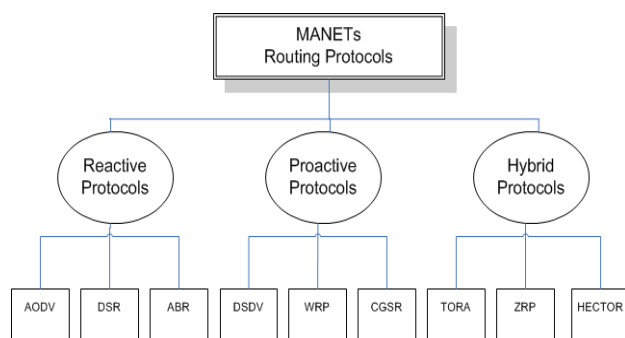 MANETs
Routing Protocols
Reactive
Protocols
Proactive
Protocols
Hybrid
Protocols
AODV
DSR
ABR
DSDV
WRP
CGSR
TORA
ZRP
HECTOR